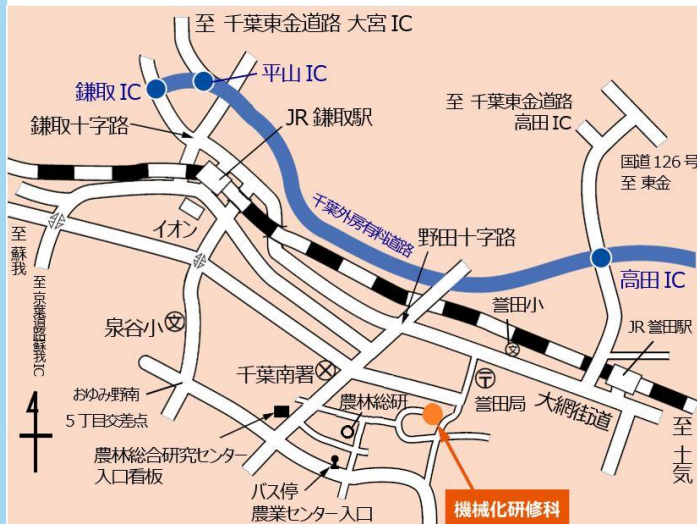 至 千葉東金道路 大宮IC
鎌取IC
平山IC
至 千葉東金道路
高田IC
鎌取十字路
JR 鎌取駅
国道126号
至 東金
千葉外房有料道路
イオン
野田十字路
至蘇我
至京葉道路蘇我IC
高田IC
泉谷小
文
誉田小
文
JR 誉田駅
千葉南署
〒
誉田局
大網街道
おゆみ野南
5丁目交差点
農林総研
至土気
農林総合研究センター
入口看板
バス停
農業センター入口
機械化研修科